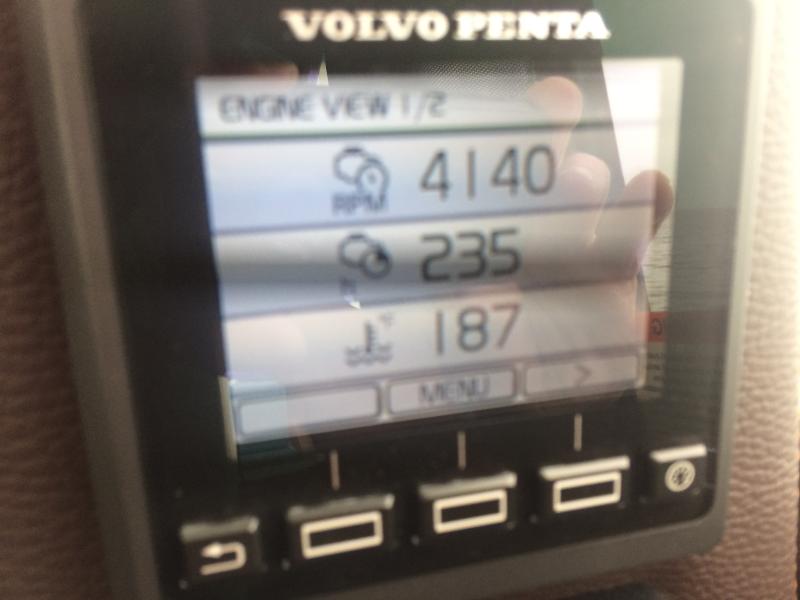 VOLVO PENTA
ENGINE VIEW 1/2
RPM 4140
235
°F 187
MENU >